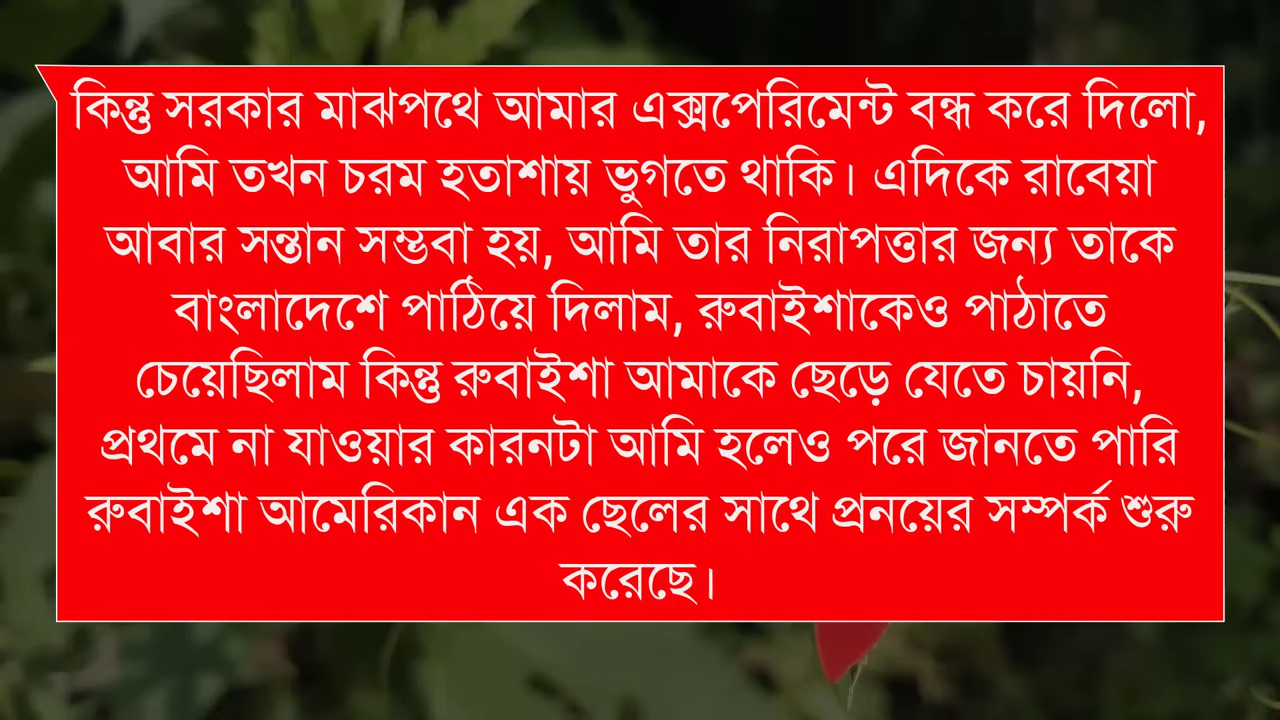 কিন্তু সরকার মাঝপথে আমার এক্সপেরিমেন্ট বন্ধ করে দিলো,
আমি তখন চরম হতাশায় ভুগতে থাকি। এদিকে রাবেয়া
আবার সন্তান সম্ভবা হয়, আমি তার নিরাপত্তার জন্য তাকে
বাংলাদেশে পাঠিয়ে দিলাম, রুবাইশাকেও পাঠাতে
চেয়েছিলাম কিন্তু রুবাইশা আমাকে ছেড়ে যেতে চায়নি,
প্রথমে না যাওয়ার কারনটা আমি হলেও পরে জানতে পারি
রুবাইশা আমেরিকান এক ছেলের সাথে প্রনয়ের সম্পর্ক শুরু
করেছে।